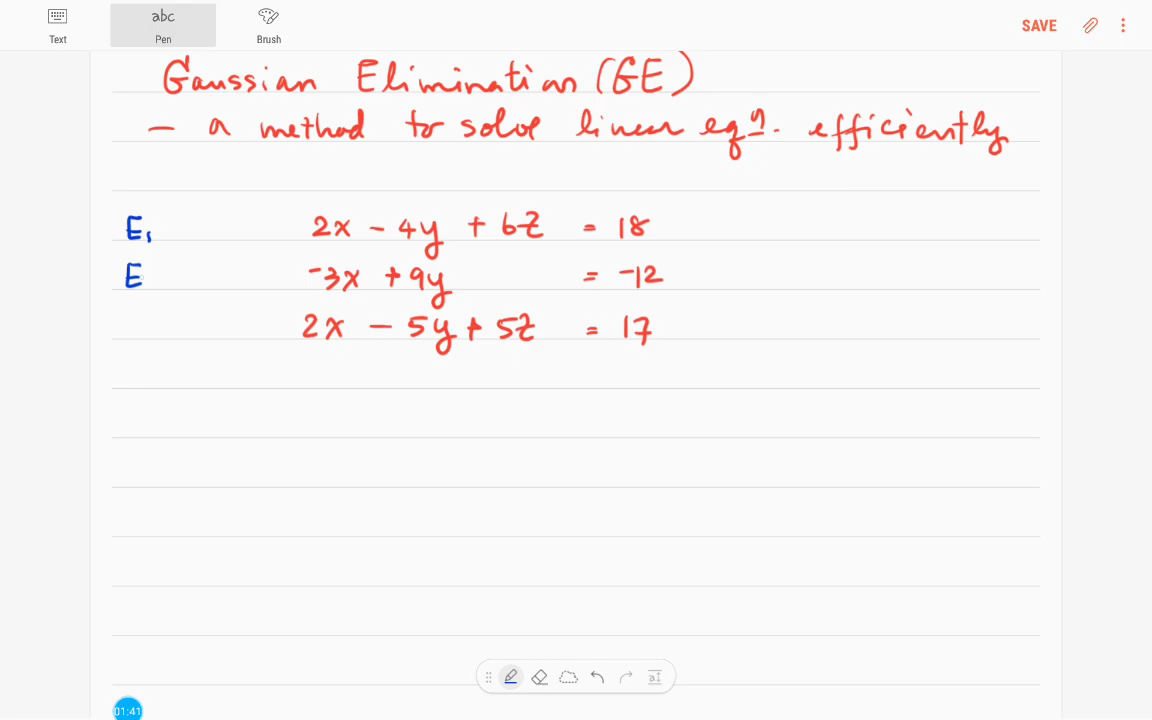 Text
abc
Pen
Brush
SAVE
Gaussian Elimination (GE)
- a method to solve linear eqⁿ. efficiently
E₁ 2x - 4y + 6z = 18
E -3x + 9y = -12
2x - 5y + 5z = 17
01:41